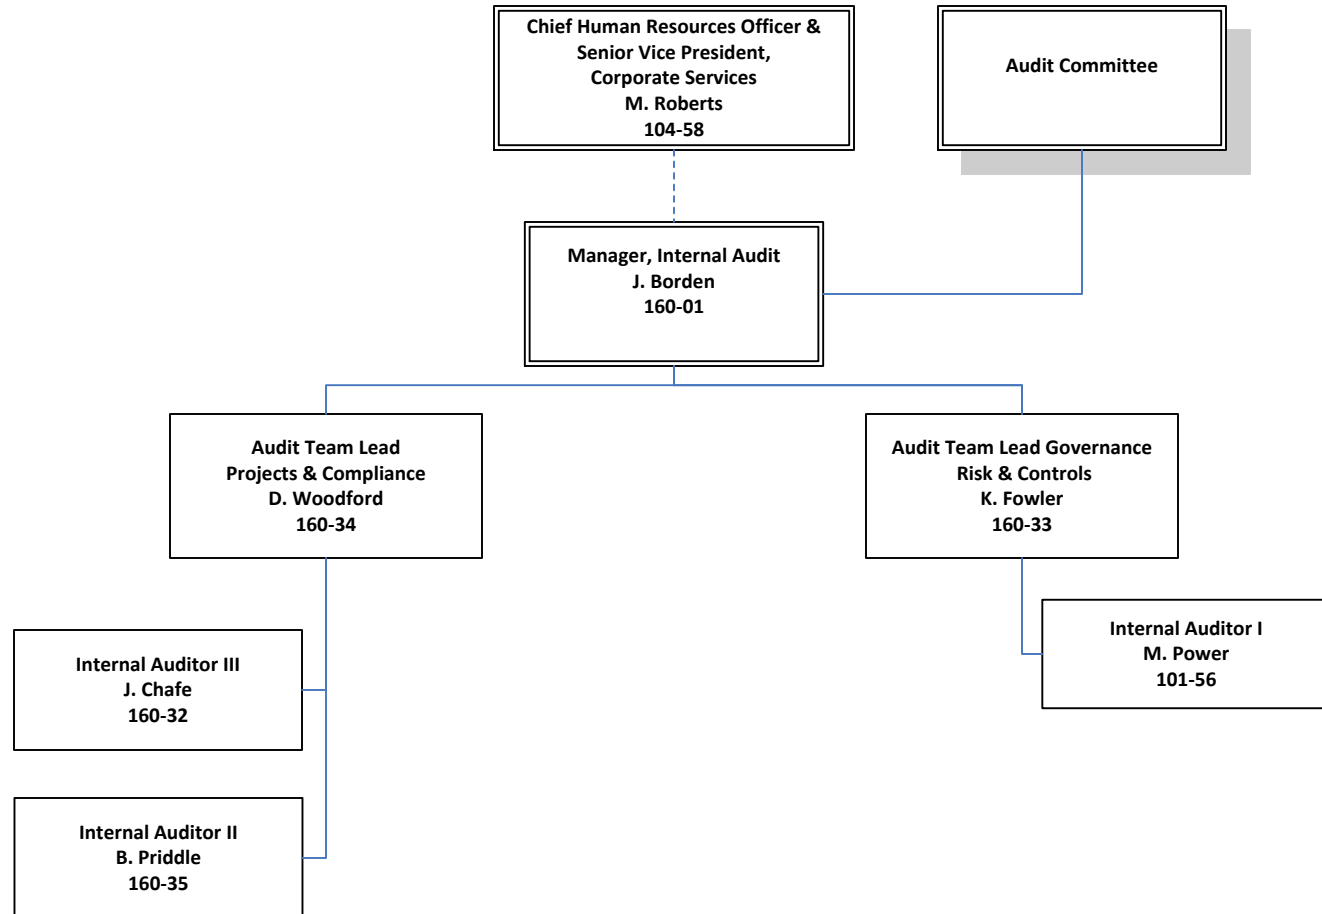 Chief Human Resources Officer &
Senior Vice President,
Corporate Services
M. Roberts
104-58
Audit Committee
Manager, Internal Audit
J. Borden
160-01
Audit Team Lead
Projects & Compliance
D. Woodford
160-34
Audit Team Lead Governance
Risk & Controls
K. Fowler
160-33
Internal Auditor III
J. Chafe
160-32
Internal Auditor I
M. Power
101-56
Internal Auditor II
B. Priddle
160-35